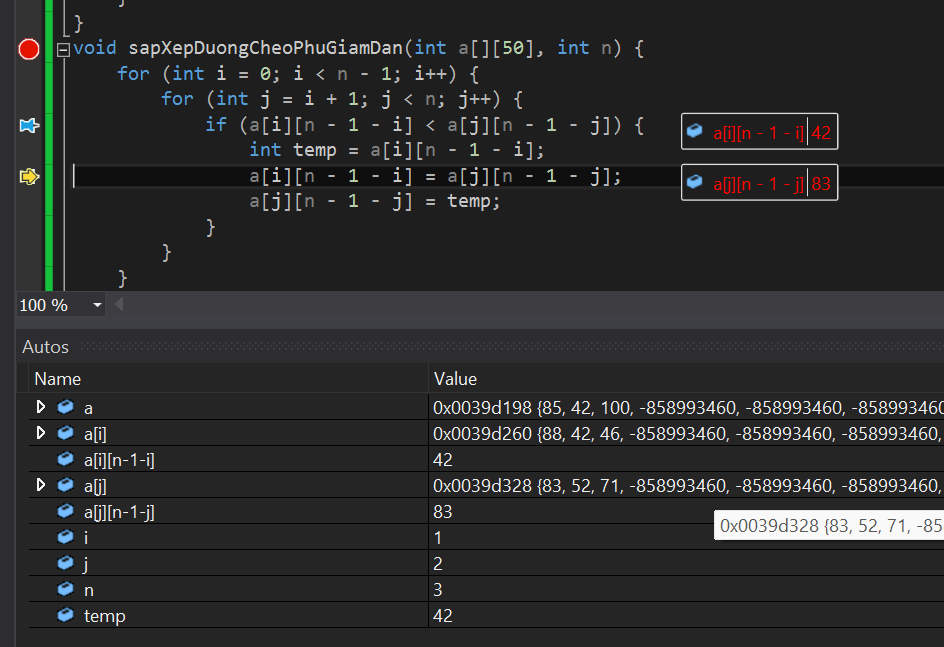 }
void sapXepDuongCheoPhuGiamDan(int a[][50], int n) {
for (int i = 0; i < n - 1; i++) {
for (int j = i + 1; j < n; j++) {
if (a[i][n - 1 - i] < a[j][n - 1 - j]) {
a[i][n - 1 - i] 42
int temp = a[i][n - 1 - i];
a[i][n - 1 - i] = a[j][n - 1 - j];
a[j][n - 1 - j] 83
a[j][n - 1 - j] = temp;
}
}
}
100 %
Autos
Name Value
a 0x0039d198 {85, 42, 100, -858993460, -858993460, -858993460
a[i] 0x0039d260 {88, 42, 46, -858993460, -858993460, -858993460,
a[i][n-1-i] 42
a[j] 0x0039d328 {83, 52, 71, -858993460, -858993460, -858993460,
a[j][n-1-j] 83
0x0039d328 {83, 52, 71, -85
i 1
j 2
n 3
temp 42